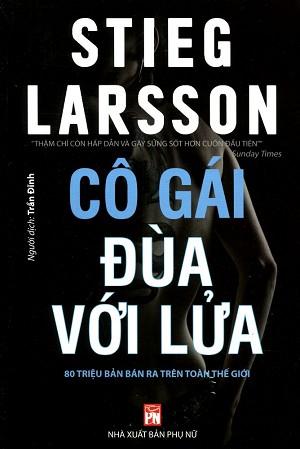 STIEG
LARSSON
"THẬM CHÍ CÒN HẤP DẪN VÀ GÂY SỬNG SỐT HƠN CUỐN ĐẦU TIÊN"
Sunday Times
CÔ GÁI
ĐÙA
VỚI LỬA
Người dịch: Trần Đĩnh
80 TRIỆU BẢN BÁN RA TRÊN TOÀN THẾ GIỚI
PN
NHÀ XUẤT BẢN PHỤ NỮ